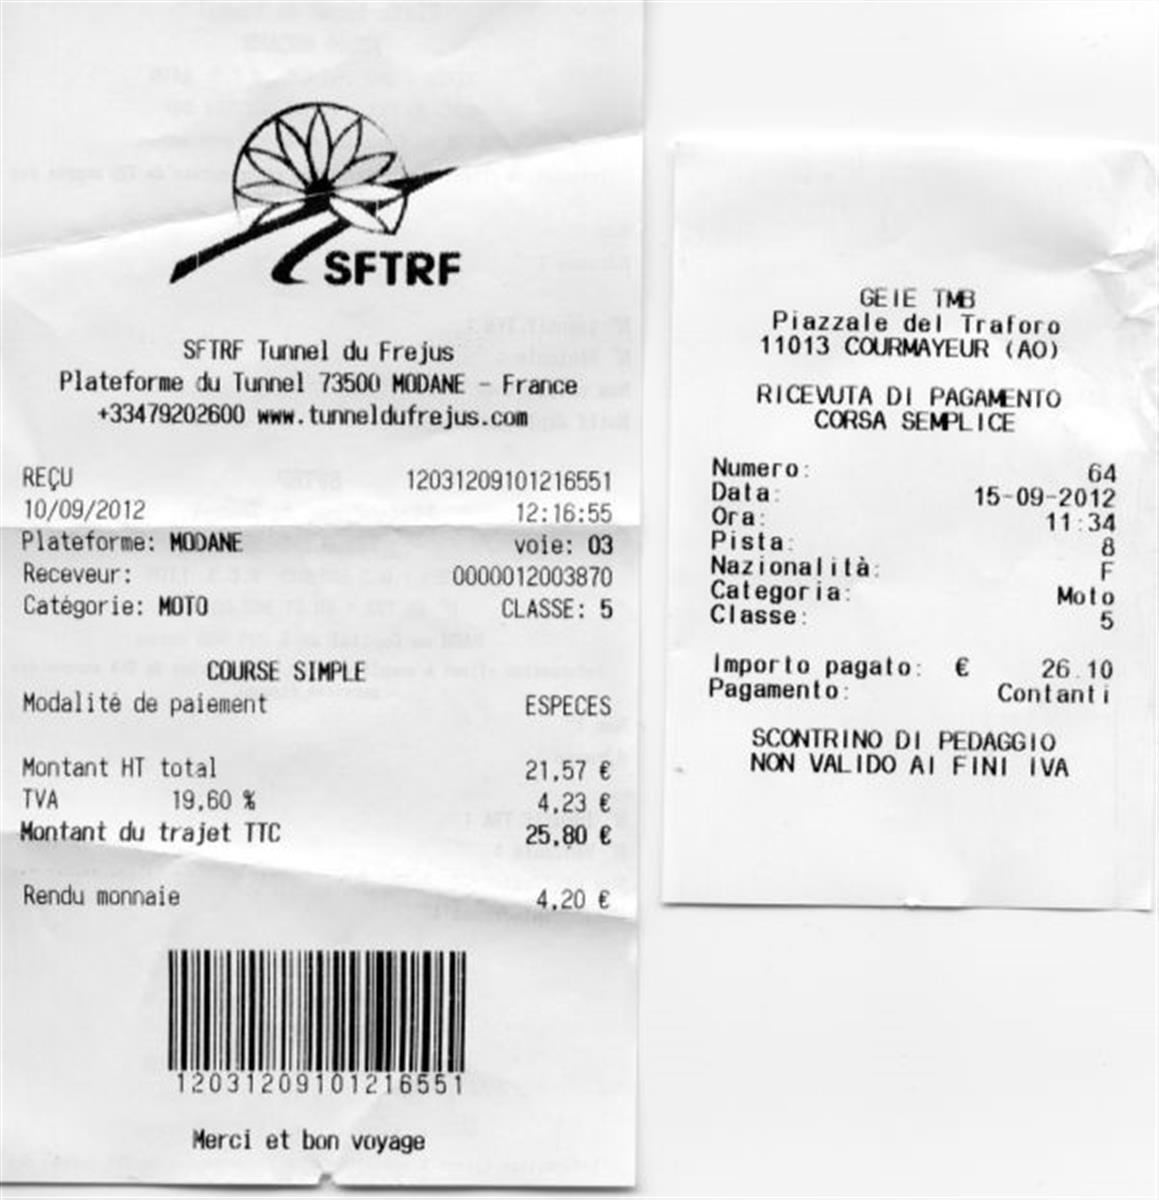 SFTRF
SFTRF Tunnel du Frejus
Plateforme du Tunnel 73500 MODANE - France
+33479202600 www.tunneldufrejus.com
REÇU 12031209101216551
10/09/2012 12:16:55
Plateforme: MODANE voie: 03
Receveur: 0000012003870
Catégorie: MOTO CLASSE: 5
COURSE SIMPLE
Modalité de paiement ESPECES
Montant HT total 21,57 €
TVA 19,60 % 4,23 €
Montant du trajet TTC 25,80 €
Rendu monnaie 4,20 €
12031209101216551
Merci et bon voyage
GEIE TMB
Piazzale del Traforo
11013 COURMAYEUR (AO)
RICEVUTA DI PAGAMENTO
CORSA SEMPLICE
Numero: 64
Data: 15-09-2012
Ora: 11:34
Pista: 8
Nazionalità: F
Categoria: Moto
Classe: 5
Importo pagato: € 26.10
Pagamento: Contanti
SCONTRINO DI PEDAGGIO
NON VALIDO AI FINI IVA